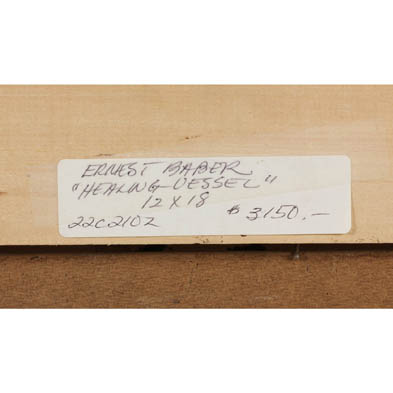 ERNEST BABER
"HEALING VESSEL"
12 X 18
22C2102 $ 3150.—